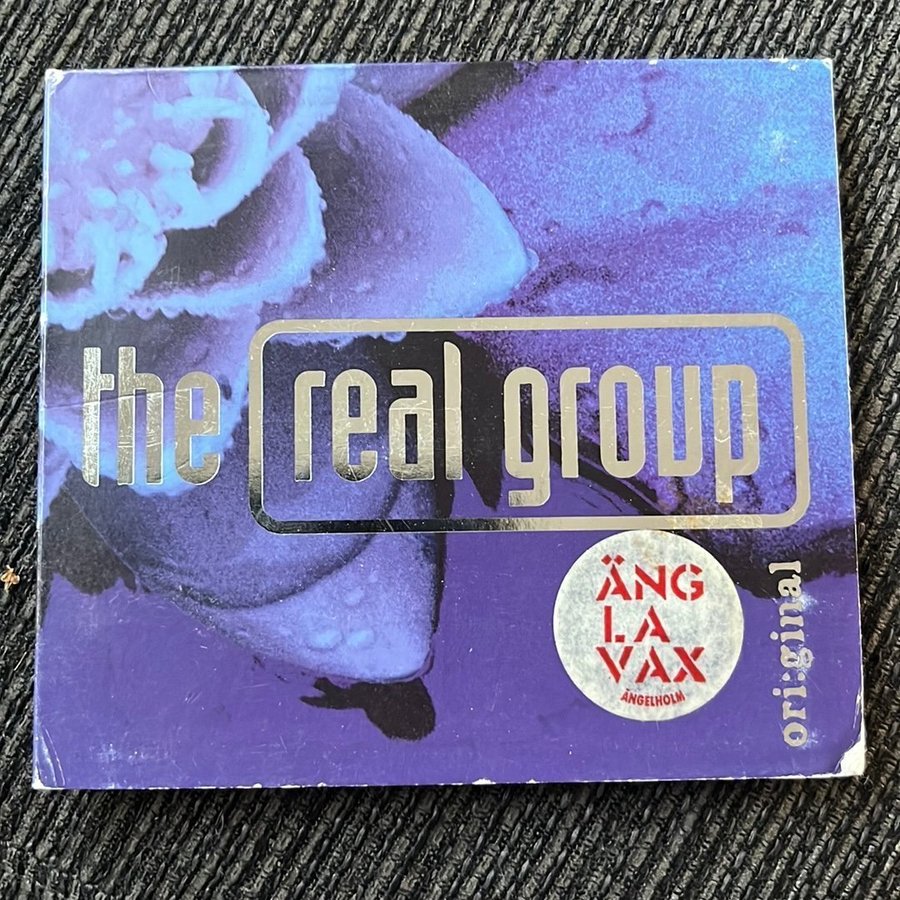 the real group
ÄNG
LA
VAX
ÄNGELHOLM
ori:ginal